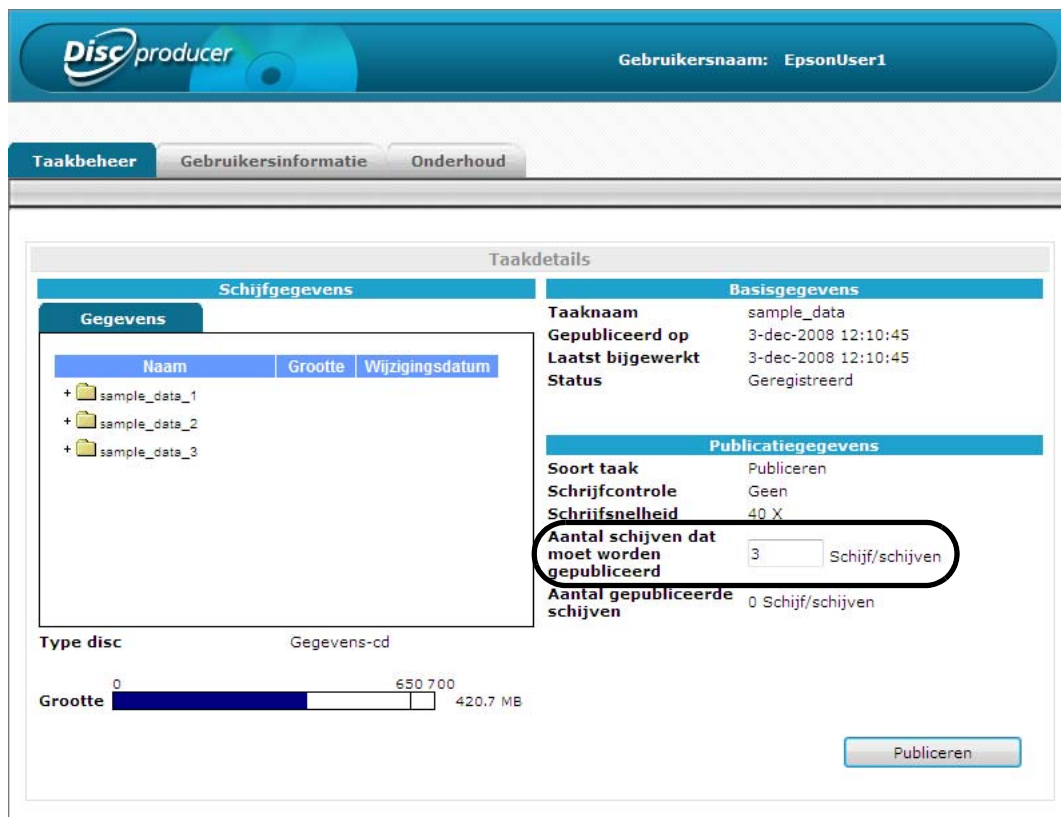 Disc producer
Gebruikersnaam: EpsonUser1
Taakbeheer Gebruikersinformatie Onderhoud
Taakdetails
Schijfgegevens
Gegevens
Naam Grootte Wijzigingsdatum
+ sample_data_1
+ sample_data_2
+ sample_data_3
Type disc Gegevens-cd
0 650 700
Grootte 420.7 MB
Basisgegevens
Taaknaam sample_data
Gepubliceerd op 3-dec-2008 12:10:45
Laatst bijgewerkt 3-dec-2008 12:10:45
Status Geregistreerd
Publicatiegegevens
Soort taak Publiceren
Schrijfcontrole Geen
Schrijfsnelheid 40 X
Aantal schijven dat
moet worden 3 Schijf/schijven
gepubliceerd
Aantal gepubliceerde 0 Schijf/schijven
schijven
Publiceren